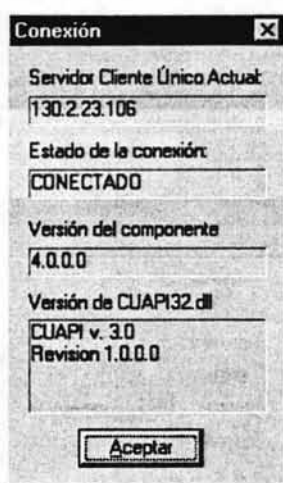 Conexión
Servidor Cliente Único Actual:
130.2.23.106
Estado de la conexión:
CONECTADO
Versión del componente
4.0.0.0
Versión de CUAPI32.dll
CUAPI v. 3.0
Revision 1.0.0.0
Aceptar